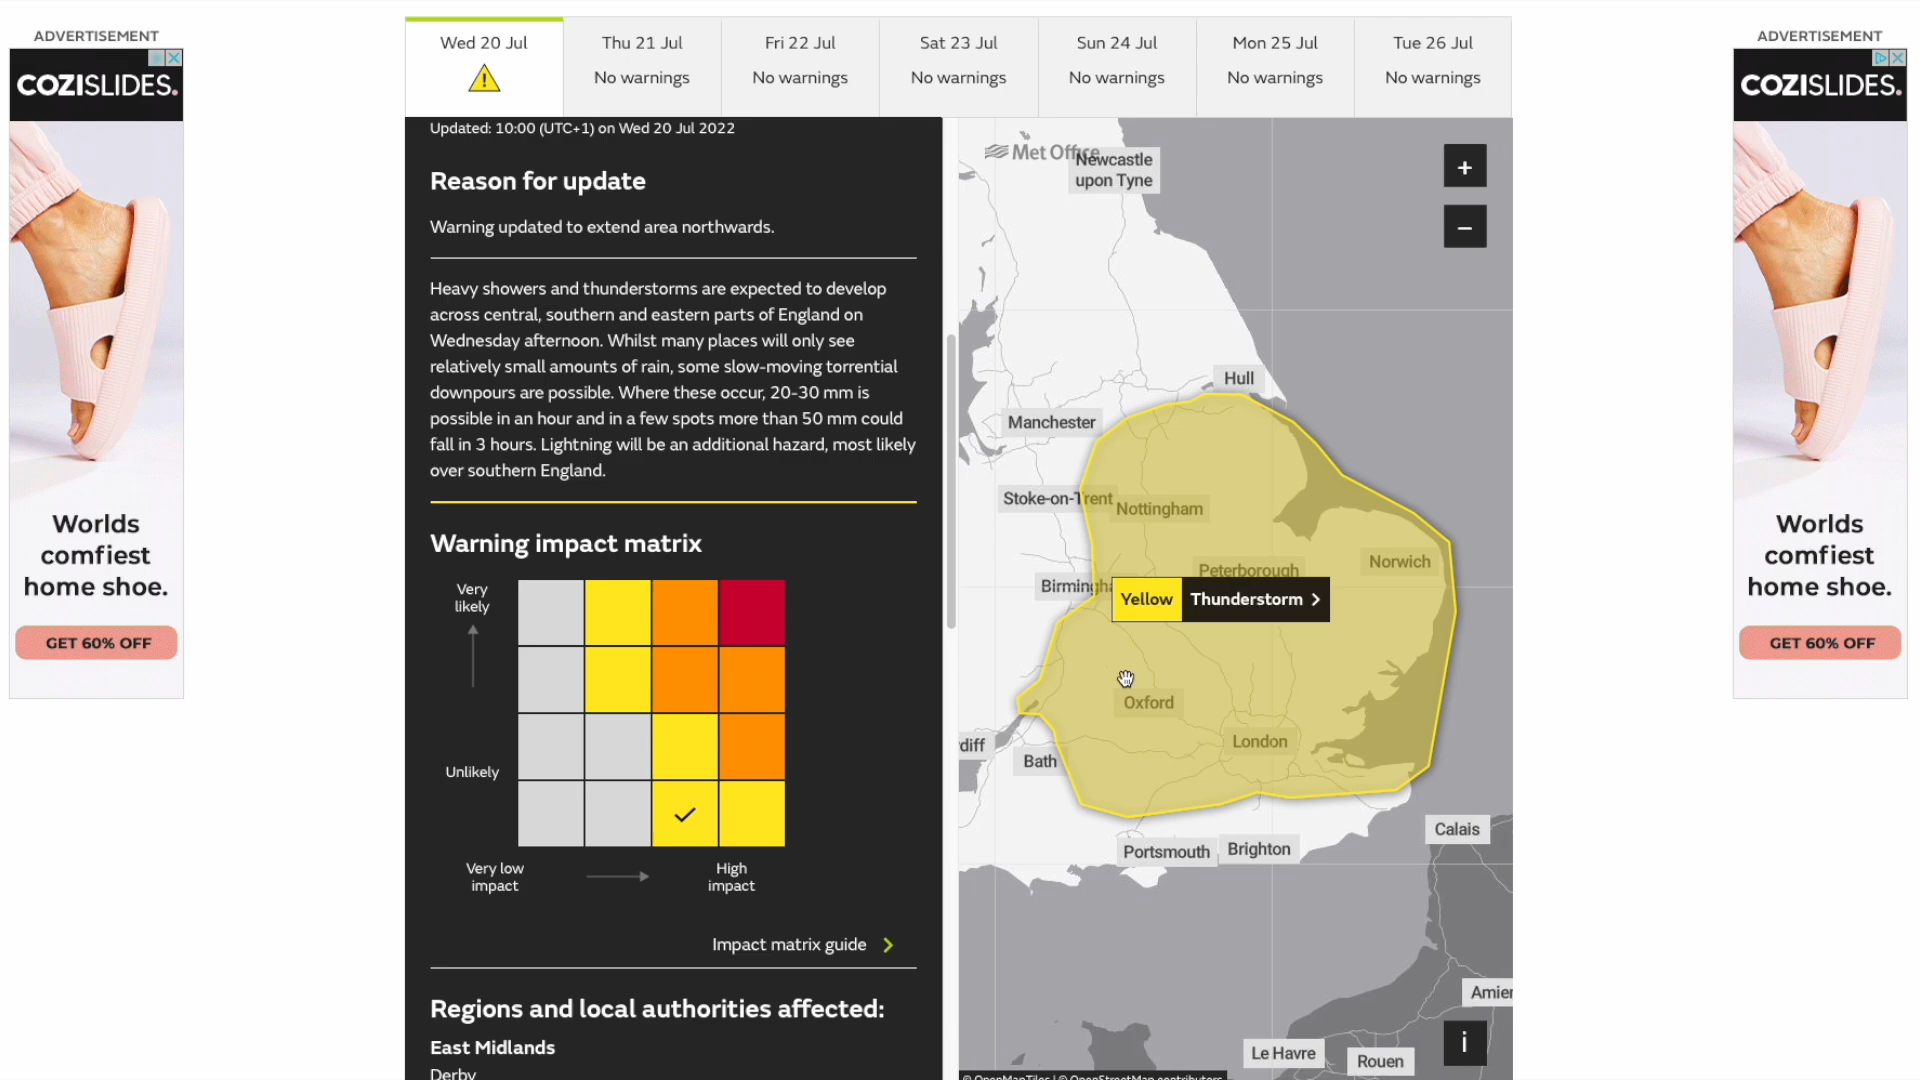 ADVERTISEMENT
COZISLIDES.
Worlds
comfiest
home shoe.
GET 60% OFF
Wed 20 Jul
Thu 21 Jul
No warnings
Fri 22 Jul
No warnings
Sat 23 Jul
No warnings
Sun 24 Jul
No warnings
Mon 25 Jul
No warnings
Tue 26 Jul
No warnings
Updated: 10:00 (UTC+1) on Wed 20 Jul 2022
Reason for update
Warning updated to extend area northwards.
Heavy showers and thunderstorms are expected to develop
across central, southern and eastern parts of England on
Wednesday afternoon. Whilst many places will only see
relatively small amounts of rain, some slow-moving torrential
downpours are possible. Where these occur, 20-30 mm is
possible in an hour and in a few spots more than 50 mm could
fall in 3 hours. Lightning will be an additional hazard, most likely
over southern England.
Warning impact matrix
Very
likely
Unlikely
Very low
impact
High
impact
Impact matrix guide
Regions and local authorities affected:
East Midlands
Derby
Met Office
Newcastle
upon Tyne
+
−
Hull
Manchester
Stoke-on-Trent
Nottingham
Norwich
Peterborough
Birmingha
Yellow Thunderstorm
Oxford
London
diff
Bath
Calais
Portsmouth
Brighton
Amier
i
Le Havre
Rouen
© OpenMapTiles | © OpenStreetMap contributors
ADVERTISEMENT
COZISLIDES.
Worlds
comfiest
home shoe.
GET 60% OFF